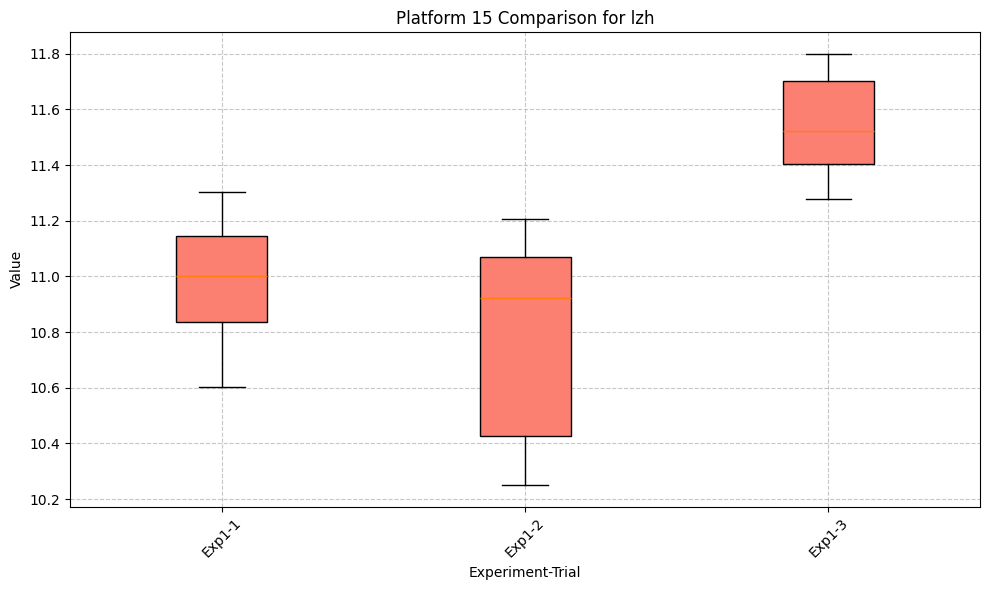 Platform 15 Comparison for lzh
11.8
11.6
11.4
11.2
11.0
10.8
10.6
10.4
10.2
Value
Exp1-1
Exp1-2
Exp1-3
Experiment-Trial